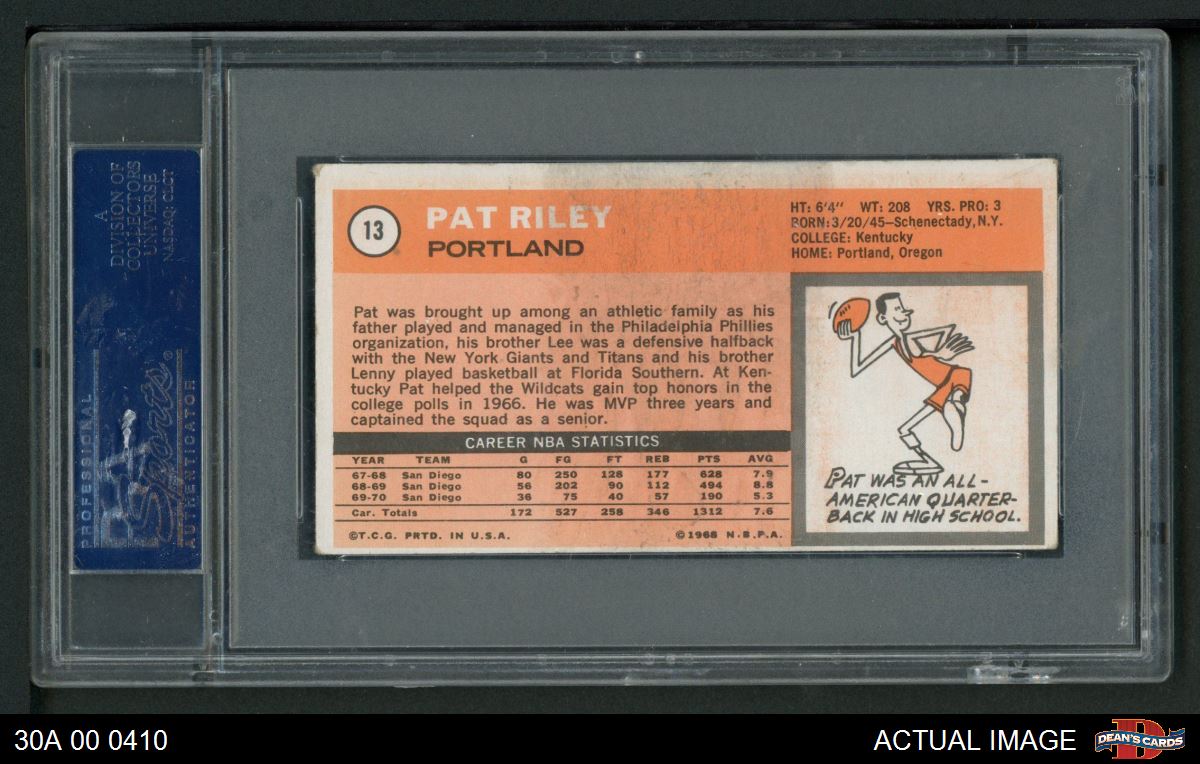 A
DIVISION OF
COLLECTORS
UNIVERSE
NASDAQ: CLCT
PROFESSIONAL
PSA
Sports®
AUTHENTICATOR
13
PAT RILEY
PORTLAND
HT: 6'4" WT: 208 YRS. PRO: 3
BORN: 3/20/45—Schenectady, N.Y.
COLLEGE: Kentucky
HOME: Portland, Oregon
Pat was brought up among an athletic family as his
father played and managed in the Philadelphia Phillies
organization, his brother Lee was a defensive halfback
with the New York Giants and Titans and his brother
Lenny played basketball at Florida Southern. At Ken-
tucky Pat helped the Wildcats gain top honors in the
college polls in 1966. He was MVP three years and
captained the squad as a senior.
CAREER NBA STATISTICS
YEAR TEAM G FG FT REB PTS AVG
67-68 San Diego 80 250 128 177 628 7.9
68-69 San Diego 56 202 90 112 494 8.8
69-70 San Diego 36 75 40 57 190 5.3
Car. Totals 172 527 258 346 1312 7.6
©T.C.G. PRTD. IN U.S.A. ©1968 N.B.P.A.
PAT WAS AN ALL-
AMERICAN QUARTER-
BACK IN HIGH SCHOOL.
30A 00 0410
ACTUAL IMAGE
DEAN'S CARDS